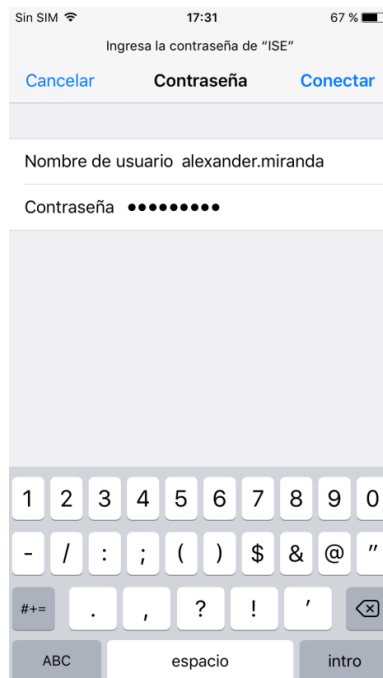 Sin SIM 17:31 67 %
Ingresa la contraseña de “ISE”
Cancelar Contraseña Conectar
Nombre de usuario alexander.miranda
Contraseña •••••••••
1 2 3 4 5 6 7 8 9 0
- / : ; ( ) $ & @ "
#+= . , ? ! '
ABC espacio intro